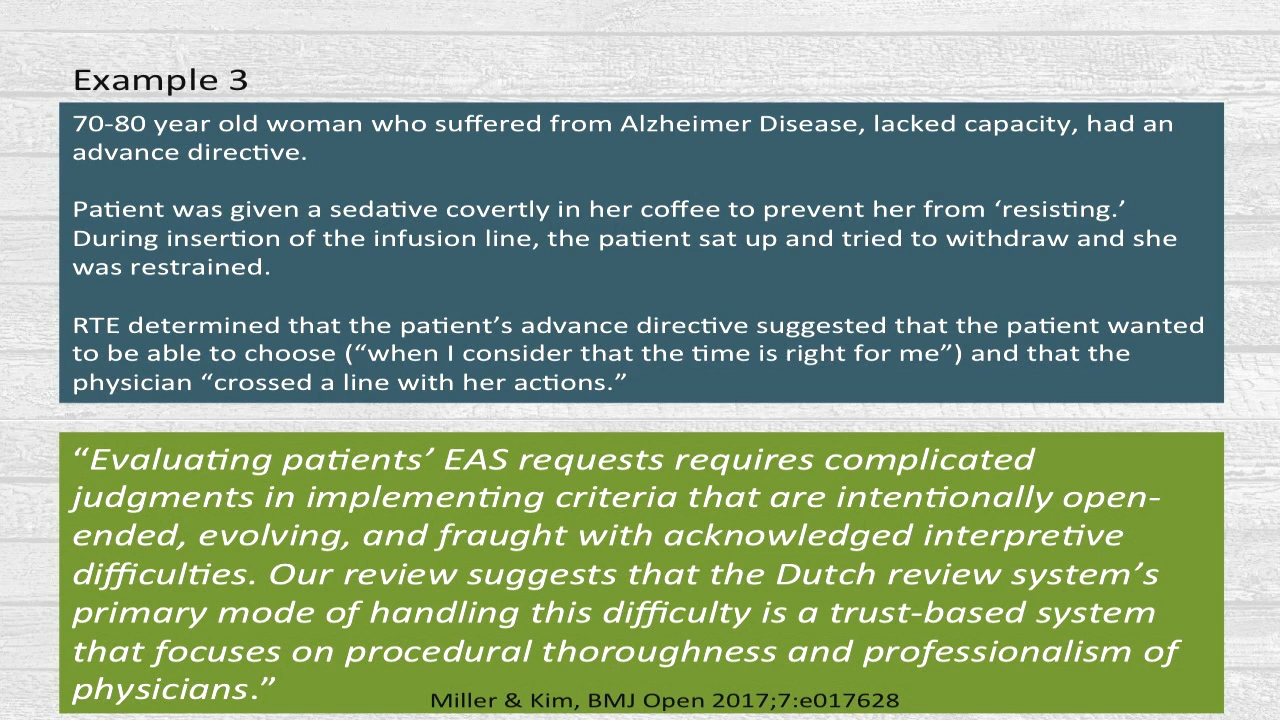 Example 3
70-80 year old woman who suffered from Alzheimer Disease, lacked capacity, had an
advance directive.
Patient was given a sedative covertly in her coffee to prevent her from ‘resisting.’
During insertion of the infusion line, the patient sat up and tried to withdraw and she
was restrained.
RTE determined that the patient’s advance directive suggested that the patient wanted
to be able to choose (“when I consider that the time is right for me”) and that the
physician “crossed a line with her actions.”
“Evaluating patients’ EAS requests requires complicated
judgments in implementing criteria that are intentionally open-
ended, evolving, and fraught with acknowledged interpretive
difficulties. Our review suggests that the Dutch review system’s
primary mode of handling this difficulty is a trust-based system
that focuses on procedural thoroughness and professionalism of
physicians.”
Miller & Kim, BMJ Open 2017;7:e017628